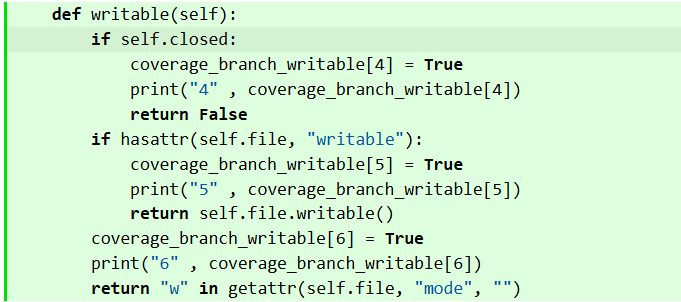 def writable(self):
    if self.closed:
        coverage_branch_writable[4] = True
        print("4" , coverage_branch_writable[4])
        return False
    if hasattr(self.file, "writable"):
        coverage_branch_writable[5] = True
        print("5" , coverage_branch_writable[5])
        return self.file.writable()
    coverage_branch_writable[6] = True
    print("6" , coverage_branch_writable[6])
    return "w" in getattr(self.file, "mode", "")